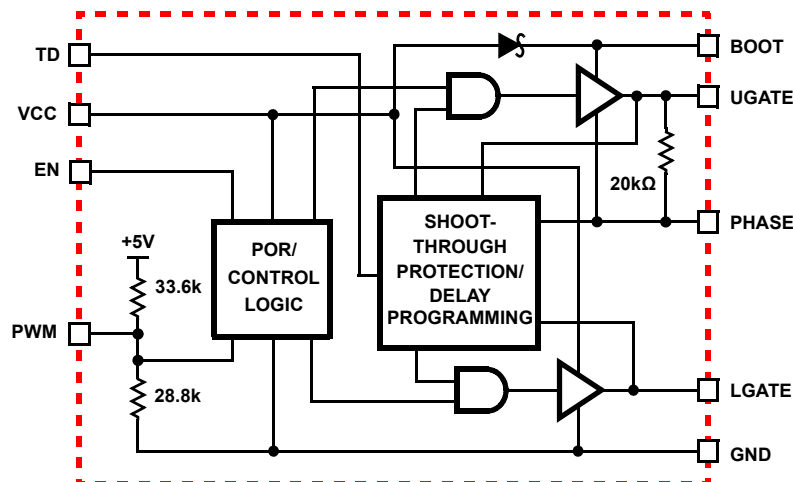 TD
BOOT
VCC
UGATE
EN
20kΩ
SHOOT-
THROUGH
PROTECTION/
DELAY
PROGRAMMING
PHASE
+5V
POR/
CONTROL
LOGIC
33.6k
PWM
28.8k
LGATE
GND